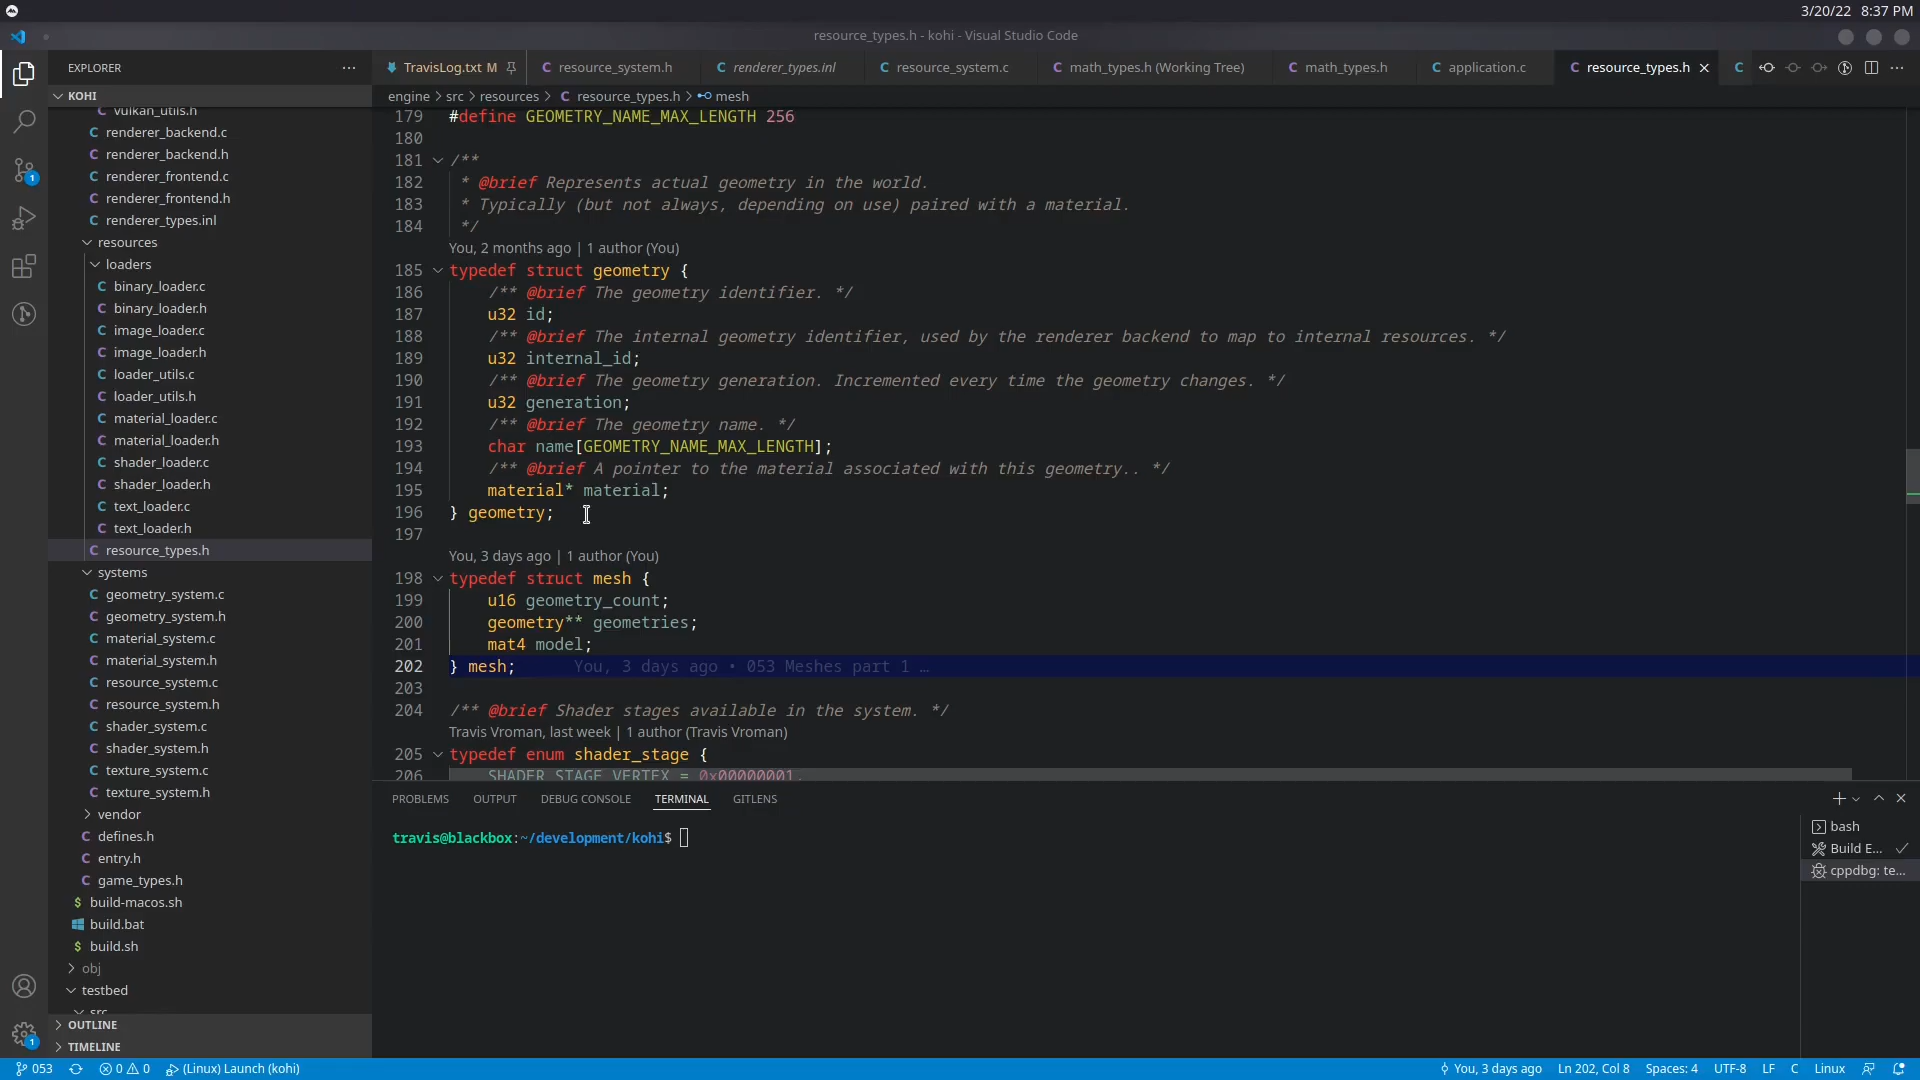 3/20/22 8:37 PM
resource_types.h - kohi - Visual Studio Code
EXPLORER
TravisLog.txt M
resource_system.h
renderer_types.inl
resource_system.c
math_types.h (Working Tree)
math_types.h
application.c
resource_types.h
KOHI
engine > src > resources > C resource_types.h > mesh
vulkan_utils.h
renderer_backend.c
renderer_backend.h
renderer_frontend.c
renderer_frontend.h
renderer_types.inl
resources
loaders
binary_loader.c
binary_loader.h
image_loader.c
image_loader.h
loader_utils.c
loader_utils.h
material_loader.c
material_loader.h
shader_loader.c
shader_loader.h
text_loader.c
text_loader.h
resource_types.h
systems
geometry_system.c
geometry_system.h
material_system.c
material_system.h
resource_system.c
resource_system.h
shader_system.c
shader_system.h
texture_system.c
texture_system.h
vendor
defines.h
entry.h
game_types.h
build-macos.sh
build.bat
build.sh
obj
testbed
src
OUTLINE
TIMELINE
179 #define GEOMETRY_NAME_MAX_LENGTH 256
180
181 /**
182 * @brief Represents actual geometry in the world.
183 * Typically (but not always, depending on use) paired with a material.
184 */
You, 2 months ago | 1 author (You)
185 typedef struct geometry {
186 /** @brief The geometry identifier. */
187 u32 id;
188 /** @brief The internal geometry identifier, used by the renderer backend to map to internal resources. */
189 u32 internal_id;
190 /** @brief The geometry generation. Incremented every time the geometry changes. */
191 u32 generation;
192 /** @brief The geometry name. */
193 char name[GEOMETRY_NAME_MAX_LENGTH];
194 /** @brief A pointer to the material associated with this geometry.. */
195 material* material;
196 } geometry;
197
You, 3 days ago | 1 author (You)
198 typedef struct mesh {
199 u16 geometry_count;
200 geometry** geometries;
201 mat4 model;
202 } mesh; You, 3 days ago • 053 Meshes part 1 …
203
204 /** @brief Shader stages available in the system. */
Travis Vroman, last week | 1 author (Travis Vroman)
205 typedef enum shader_stage {
206 SHADER_STAGE_VERTEX = 0x00000001,
PROBLEMS OUTPUT DEBUG CONSOLE TERMINAL GITLENS
travis@blackbox:~/development/kohi$
bash
Build E...
cppdbg: te...
053 0 0 (Linux) Launch (kohi) You, 3 days ago Ln 202, Col 8 Spaces: 4 UTF-8 LF C Linux